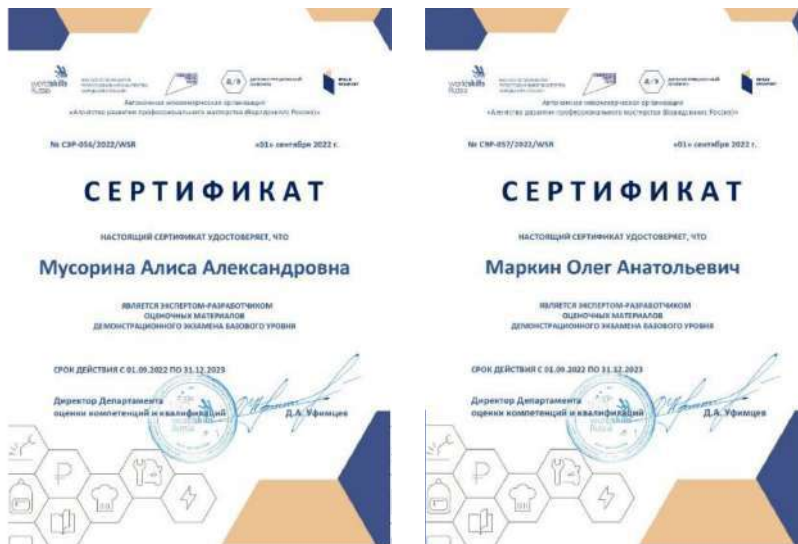 worldskills
Russia
Автономная некоммерческая организация
«Агентство развития профессионального мастерства (Ворлдскиллс Россия)»
№ СЭР-056/2022/WSR «01» сентября 2022 г.
СЕРТИФИКАТ
НАСТОЯЩИЙ СЕРТИФИКАТ УДОСТОВЕРЯЕТ, ЧТО
Мусорина Алиса Александровна
ЯВЛЯЕТСЯ ЭКСПЕРТОМ-РАЗРАБОТЧИКОМ
ОЦЕНОЧНЫХ МАТЕРИАЛОВ
ДЕМОНСТРАЦИОННОГО ЭКЗАМЕНА БАЗОВОГО УРОВНЯ
СРОК ДЕЙСТВИЯ С 01.09.2022 ПО 31.12.2023
Директор Департамента
оценки компетенций и квалификаций Д.А. Уфимцев
worldskills
Russia
worldskills
Russia
Автономная некоммерческая организация
«Агентство развития профессионального мастерства (Ворлдскиллс Россия)»
№ СЭР-057/2022/WSR «01» сентября 2022 г.
СЕРТИФИКАТ
НАСТОЯЩИЙ СЕРТИФИКАТ УДОСТОВЕРЯЕТ, ЧТО
Маркин Олег Анатольевич
ЯВЛЯЕТСЯ ЭКСПЕРТОМ-РАЗРАБОТЧИКОМ
ОЦЕНОЧНЫХ МАТЕРИАЛОВ
ДЕМОНСТРАЦИОННОГО ЭКЗАМЕНА БАЗОВОГО УРОВНЯ
СРОК ДЕЙСТВИЯ С 01.09.2022 ПО 31.12.2023
Директор Департамента
оценки компетенций и квалификаций Д.А. Уфимцев
worldskills
Russia